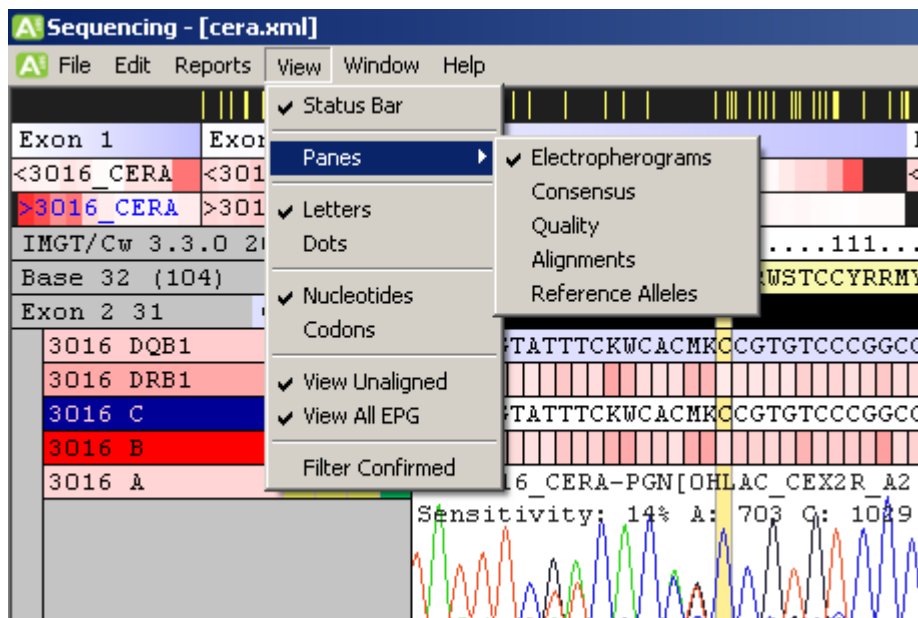 Sequencing - [cera.xml]
File Edit Reports View Window Help
Status Bar
Panes
Letters
Dots
Nucleotides
Codons
View Unaligned
View All EPG
Filter Confirmed
Electropherograms
Consensus
Quality
Alignments
Reference Alleles
Exon 1
<3016_CERA <301
>3016_CERA >301
IMGT/Cw 3.3.0 ....111...
Base 32 (104) WSTCCYRRM
Exon 2 31
3016 DQB1 TATTTCKWCACMKCCGTGTCCCGGCC
3016 DRB1
3016 C TATTTCKWCACMKCCGTGTCCCGGCC
3016 B
3016 A 16_CERA-PGN[OHLAC_CEX2R_A2
Sensitivity: 14% A: 703 G: 1029